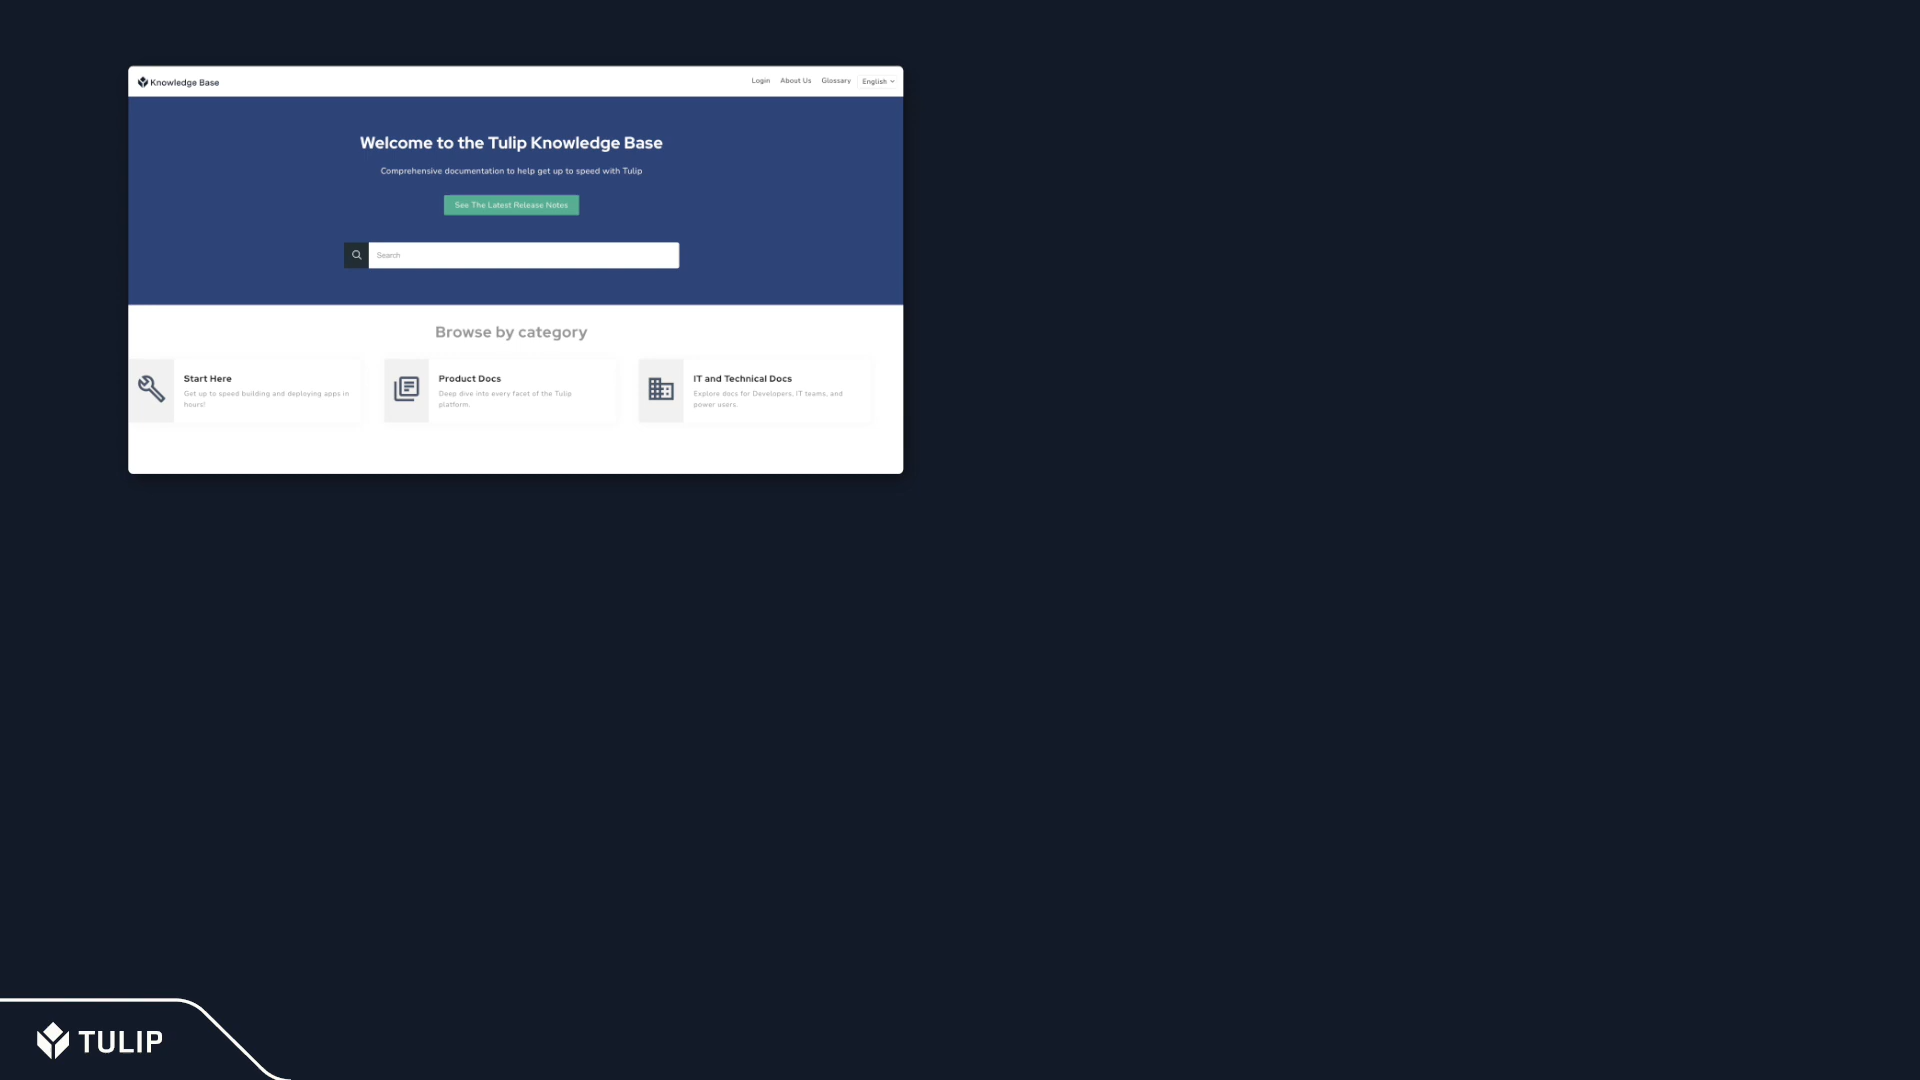 Knowledge Base
Login About Us Glossary English
Welcome to the Tulip Knowledge Base
Comprehensive documentation to help get up to speed with Tulip
See The Latest Release Notes
Search
Browse by category
Start Here
Get up to speed building and deploying apps in
hours!
Product Docs
Deep dive into every facet of the Tulip
platform.
IT and Technical Docs
Explore docs for Developers, IT teams, and
power users.
TULIP